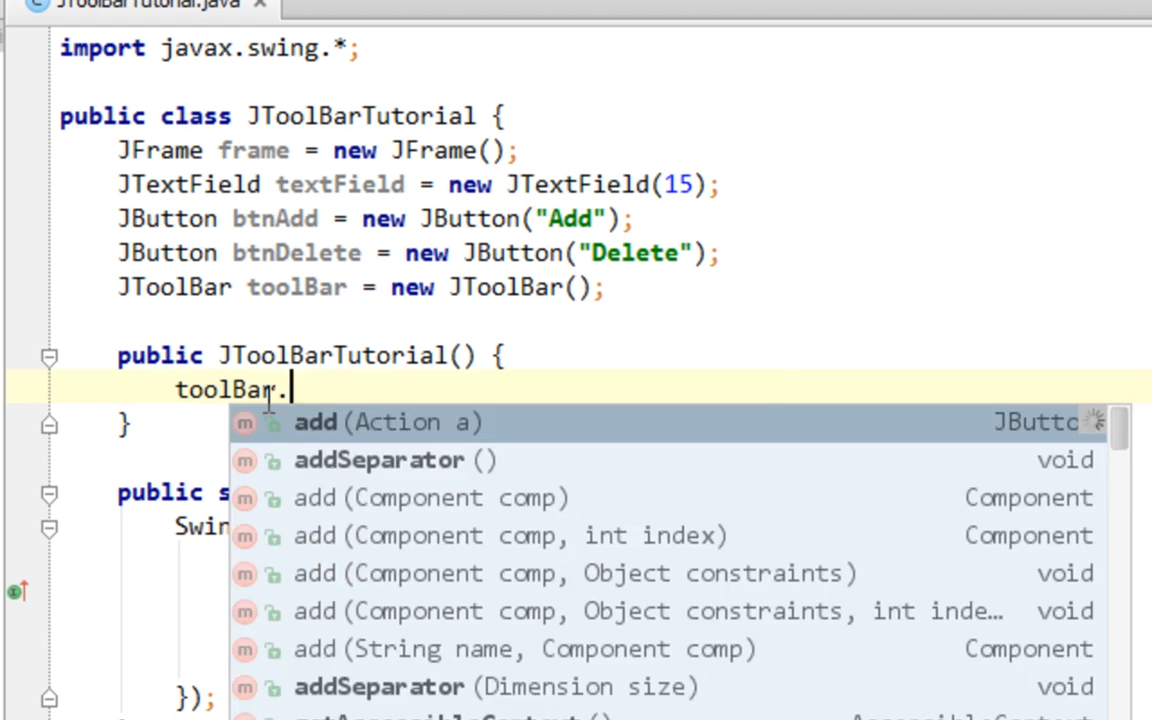 JToolBarTutorial.java
import javax.swing.*;
public class JToolBarTutorial {
JFrame frame = new JFrame();
JTextField textField = new JTextField(15);
JButton btnAdd = new JButton("Add");
JButton btnDelete = new JButton("Delete");
JToolBar toolBar = new JToolBar();
public JToolBarTutorial() {
toolBar.
add(Action a) JButto
} addSeparator() void
add(Component comp) Component
public s
add(Component comp, int index) Component
Swin
add(Component comp, Object constraints) void
add(Component comp, Object constraints, int inde… void
add(String name, Component comp) Component
addSeparator(Dimension size) void
});